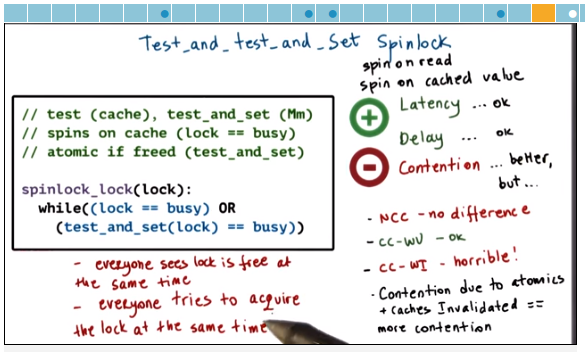 Test_and_test_and_Set Spinlock
spin on read
spin on cached value
// test (cache), test_and_set (Mm)
// spins on cache (lock == busy)
// atomic if freed (test_and_set)
spinlock_lock(lock):
while((lock == busy) OR
(test_and_set(lock) == busy))
- everyone sees lock is free at
the same time
- everyone tries to acquire
the lock at the same time
+ Latency ... ok
Delay ... ok
- Contention ... better,
but...
- NCC - no difference
- CC-WU - ok
- CC-WI - horrible!
- Contention due to atomics
+ caches Invalidated ==
more contention